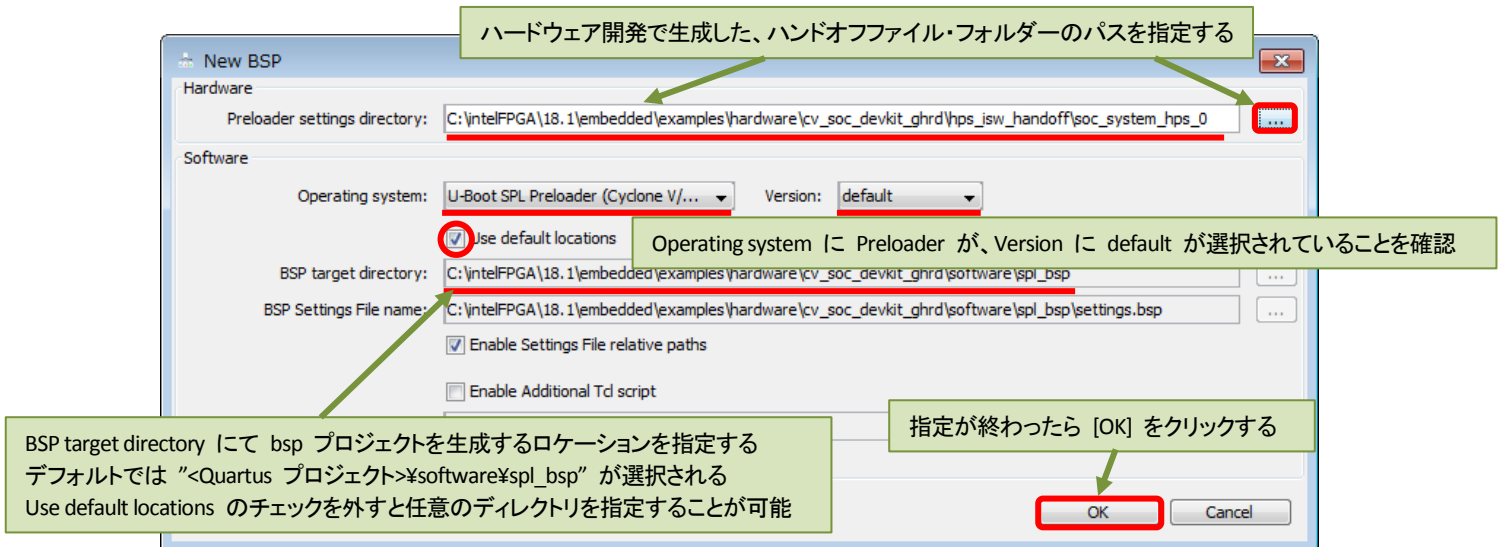 ハードウェア開発で生成した、ハンドオフファイル・フォルダーのパスを指定する
New BSP
Hardware
Preloader settings directory: C:\intelFPGA\18.1\embedded\examples\hardware\cv_soc_devkit_ghrd\hps_isw_handoff\soc_system_hps_0 ...
Software
Operating system: U-Boot SPL Preloader (Cyclone V/... Version: default
Use default locations
Operating system に Preloader が、Version に default が選択されていることを確認
BSP target directory: C:\intelFPGA\18.1\embedded\examples\hardware\cv_soc_devkit_ghrd\software\spl_bsp ...
BSP Settings File name: C:\intelFPGA\18.1\embedded\examples\hardware\cv_soc_devkit_ghrd\software\spl_bsp\settings.bsp ...
Enable Settings File relative paths
Enable Additional Tcl script
指定が終わったら [OK] をクリックする
BSP target directory にて bsp プロジェクトを生成するロケーションを指定する
デフォルトでは ”<Quartus プロジェクト>¥software¥spl_bsp” が選択される
Use default locations のチェックを外すと任意のディレクトリを指定することが可能
OK Cancel